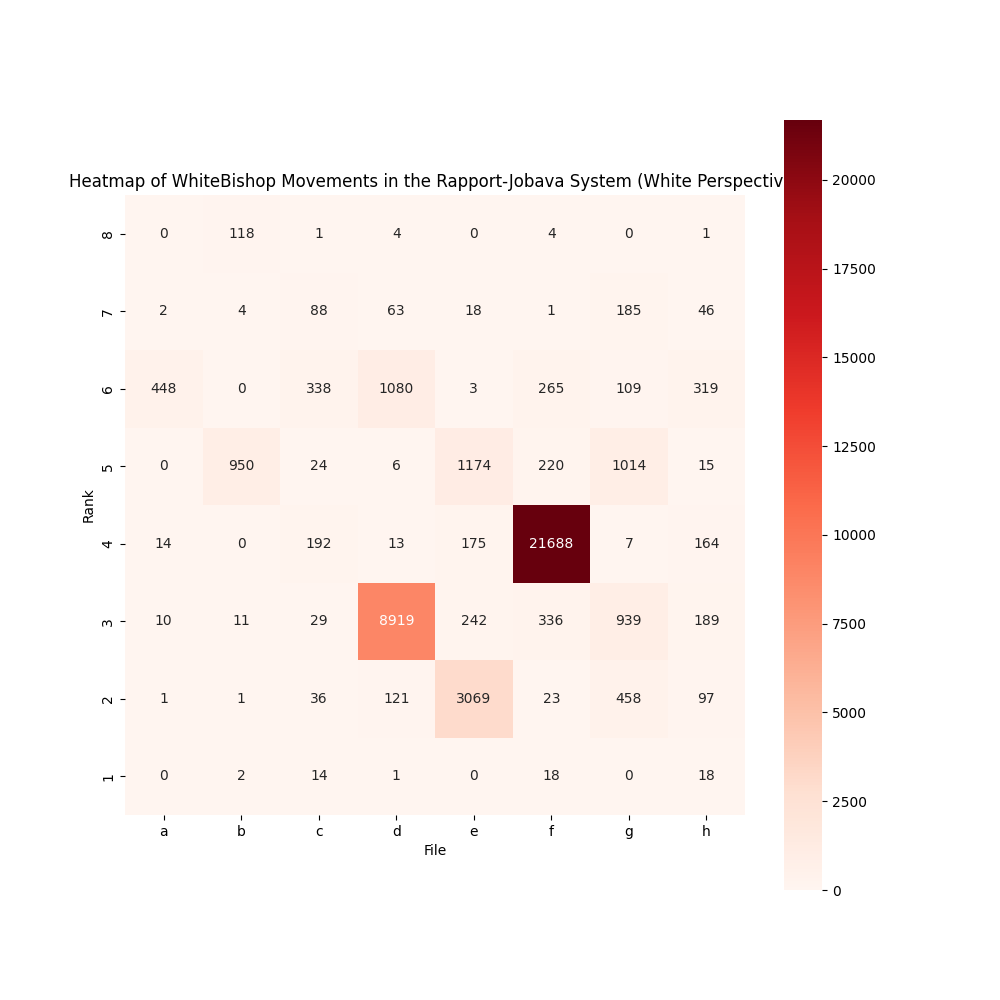 Heatmap of WhiteBishop Movements in the Rapport-Jobava System (White Perspectiv
8 0 118 1 4 0 4 0 1
7 2 4 88 63 18 1 185 46
6 448 0 338 1080 3 265 109 319
5 0 950 24 6 1174 220 1014 15
Rank
4 14 0 192 13 175 21688 7 164
3 10 11 29 8919 242 336 939 189
2 1 1 36 121 3069 23 458 97
1 0 2 14 1 0 18 0 18
a b c d e f g h
File
20000
17500
15000
12500
10000
7500
5000
2500
0